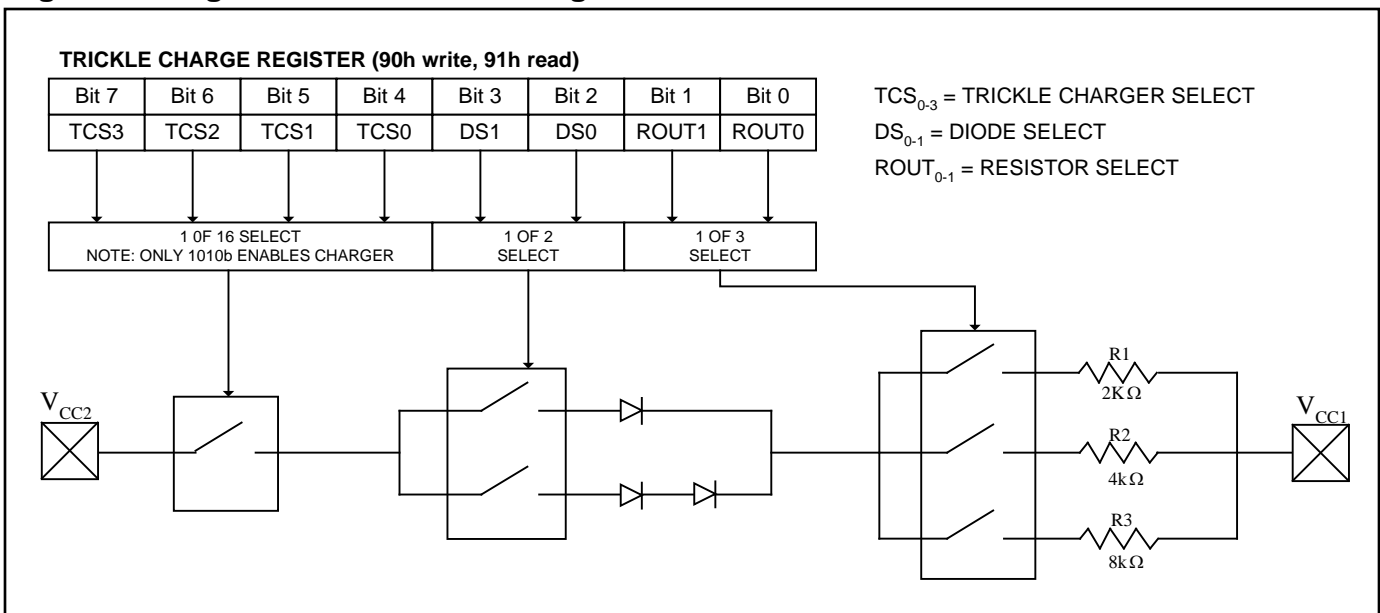 TRICKLE CHARGE REGISTER (90h write, 91h read)
Bit 7 Bit 6 Bit 5 Bit 4 Bit 3 Bit 2 Bit 1 Bit 0
TCS3 TCS2 TCS1 TCS0 DS1 DS0 ROUT1 ROUT0
TCS0-3 = TRICKLE CHARGER SELECT
DS0-1 = DIODE SELECT
ROUT0-1 = RESISTOR SELECT
1 0F 16 SELECT
NOTE: ONLY 1010b ENABLES CHARGER
1 OF 2
SELECT
1 OF 3
SELECT
VCC2
R1
2KΩ
R2
4kΩ
R3
8kΩ
VCC1